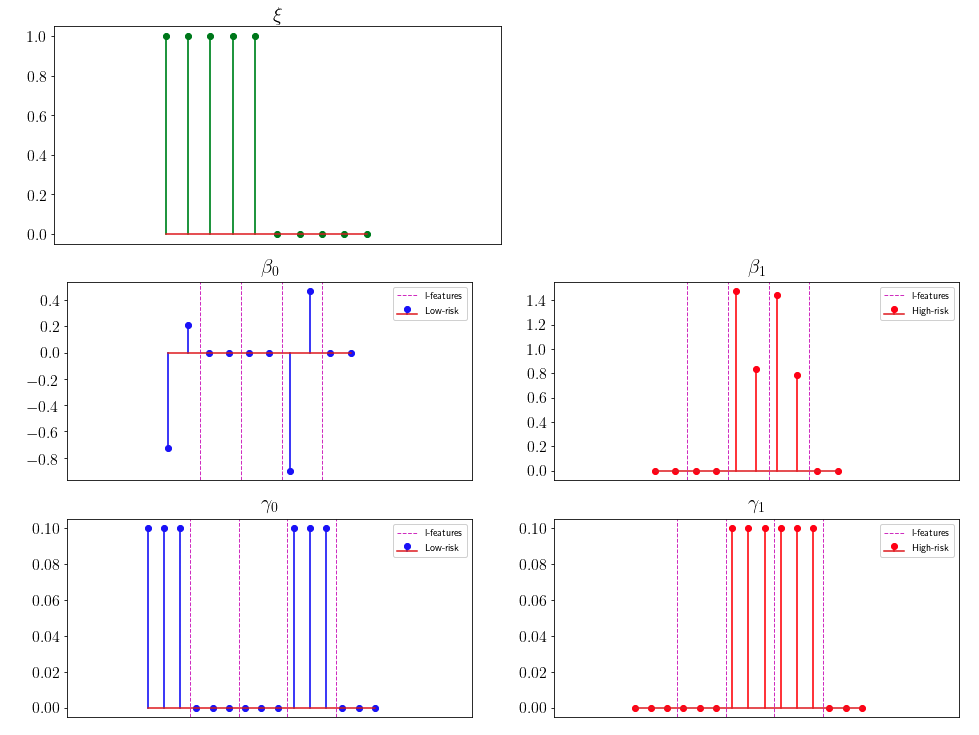 ξ
1.0
0.8
0.6
0.4
0.2
0.0
β₀
0.4
0.2
0.0
−0.2
−0.4
−0.6
−0.8
l-features
Low-risk
β₁
1.4
1.2
1.0
0.8
0.6
0.4
0.2
0.0
l-features
High-risk
γ₀
0.10
0.08
0.06
0.04
0.02
0.00
l-features
Low-risk
γ₁
0.10
0.08
0.06
0.04
0.02
0.00
l-features
High-risk